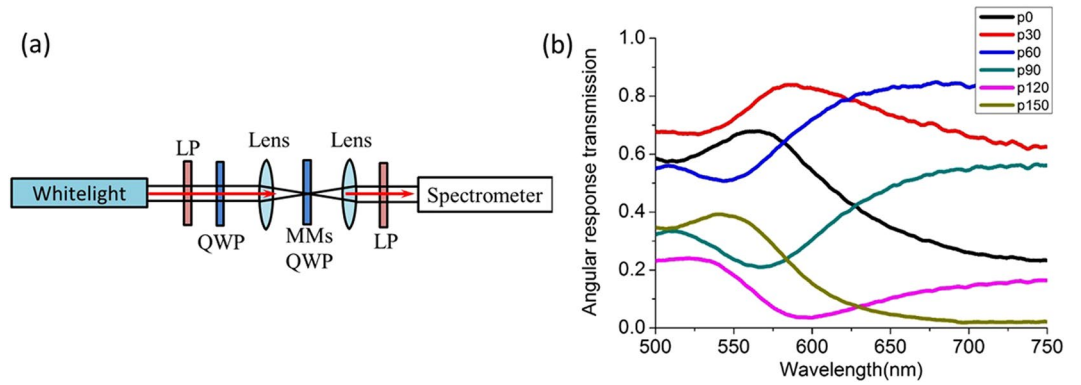 (a)
Whitelight
LP
QWP
Lens
MMs
QWP
Lens
LP
Spectrometer
(b)
Angular response transmission
1.0
0.8
0.6
0.4
0.2
0.0
500 550 600 650 700 750
Wavelength(nm)
p0
p30
p60
p90
p120
p150